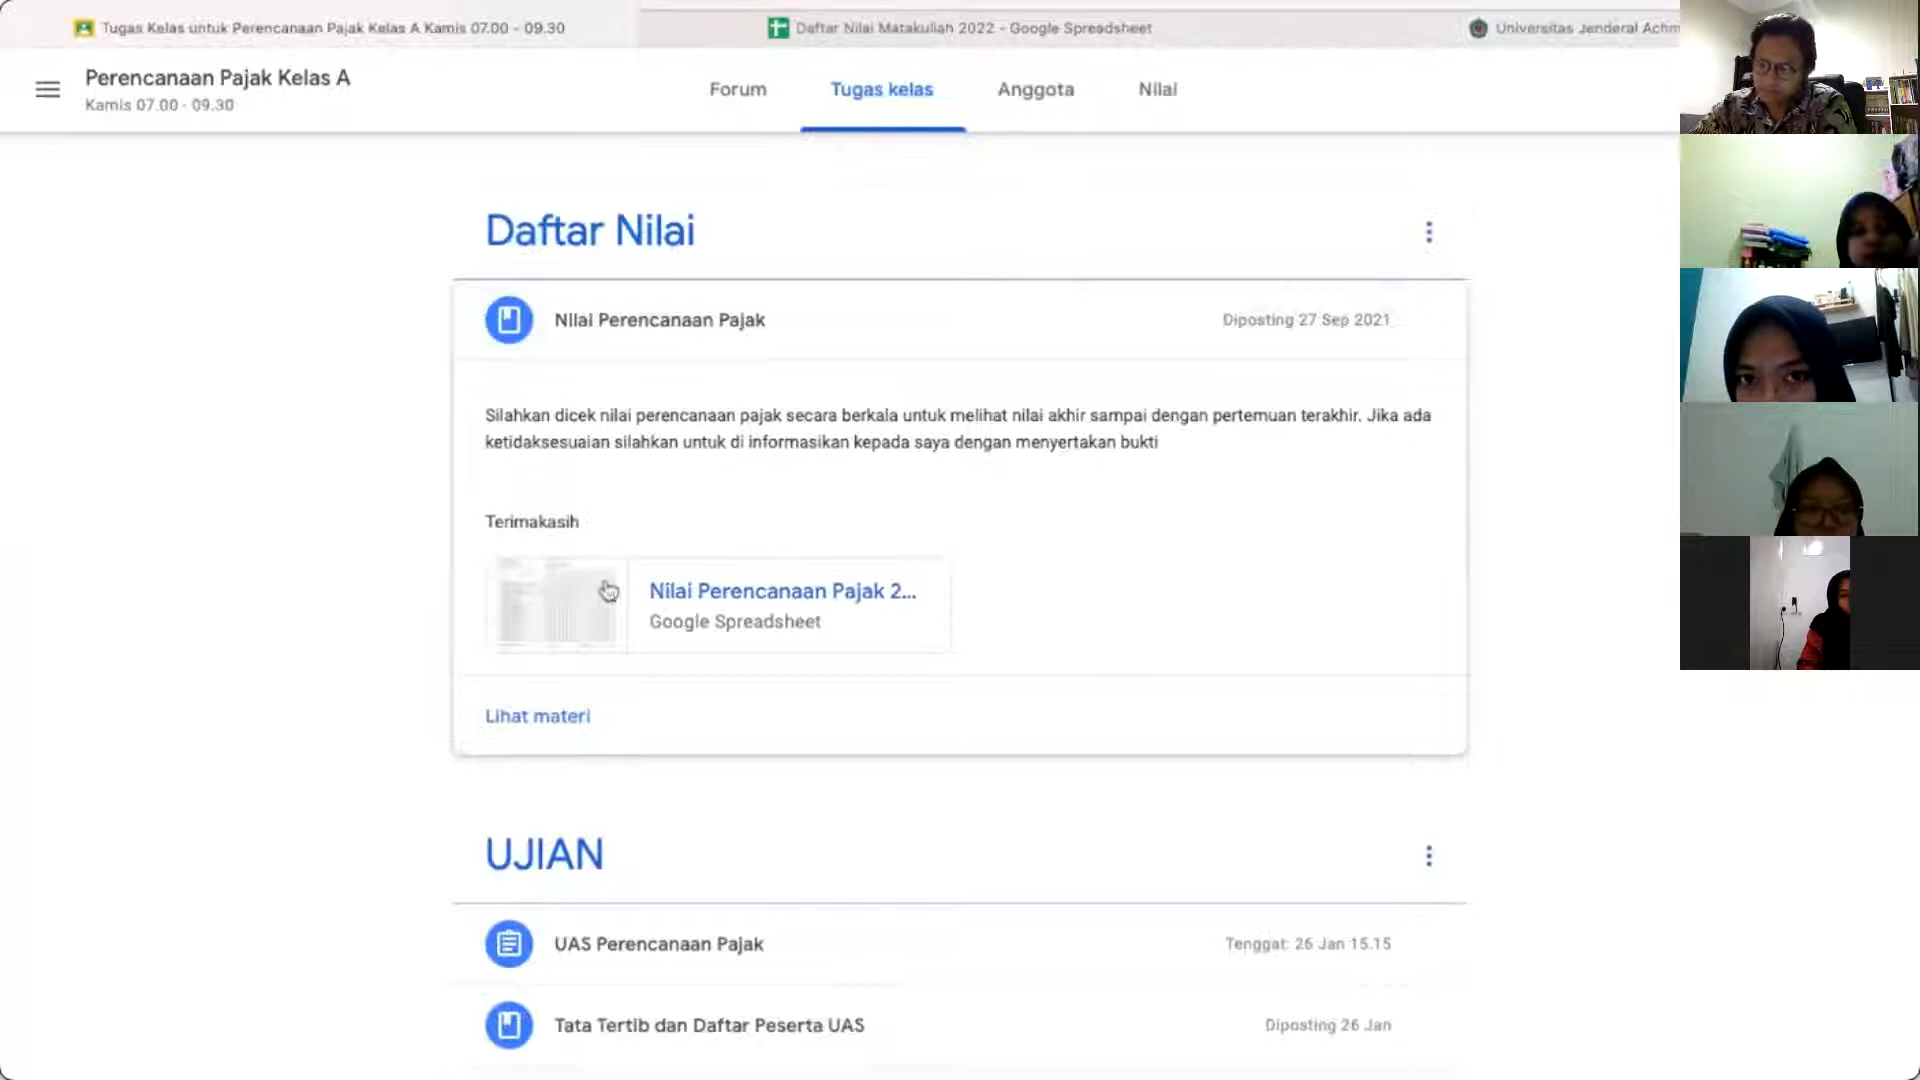 Tugas Kelas untuk Perencanaan Pajak Kelas A Kamis 07.00 - 09.30
Daftar Nilai Matakuliah 2022 - Google Spreadsheet
Universitas Jenderal Achm
Perencanaan Pajak Kelas A
Kamis 07.00 - 09.30
Forum
Tugas kelas
Anggota
Nilai
Daftar Nilai
Nilai Perencanaan Pajak
Diposting 27 Sep 2021
Silahkan dicek nilai perencanaan pajak secara berkala untuk melihat nilai akhir sampai dengan pertemuan terakhir. Jika ada
ketidaksesuaian silahkan untuk di informasikan kepada saya dengan menyertakan bukti
Terimakasih
Nilai Perencanaan Pajak 2...
Google Spreadsheet
Lihat materi
UJIAN
UAS Perencanaan Pajak
Tenggat: 26 Jan 15.15
Tata Tertib dan Daftar Peserta UAS
Diposting 26 Jan